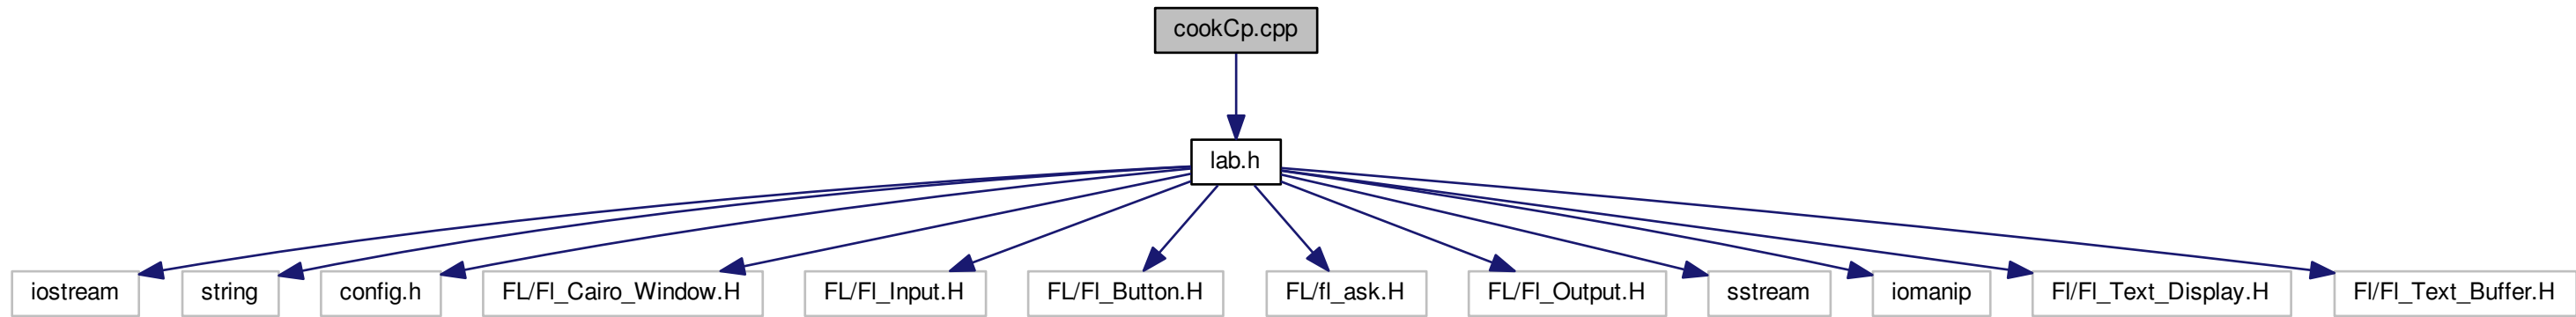 cookCp.cpp
lab.h
iostream
string
config.h
FL/Fl_Cairo_Window.H
FL/Fl_Input.H
FL/Fl_Button.H
FL/fl_ask.H
FL/Fl_Output.H
sstream
iomanip
Fl/Fl_Text_Display.H
Fl/Fl_Text_Buffer.H